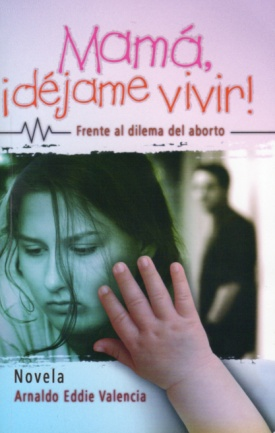 Mamá,
¡déjame vivir!
Frente al dilema del aborto
Novela
Arnaldo Eddie Valencia